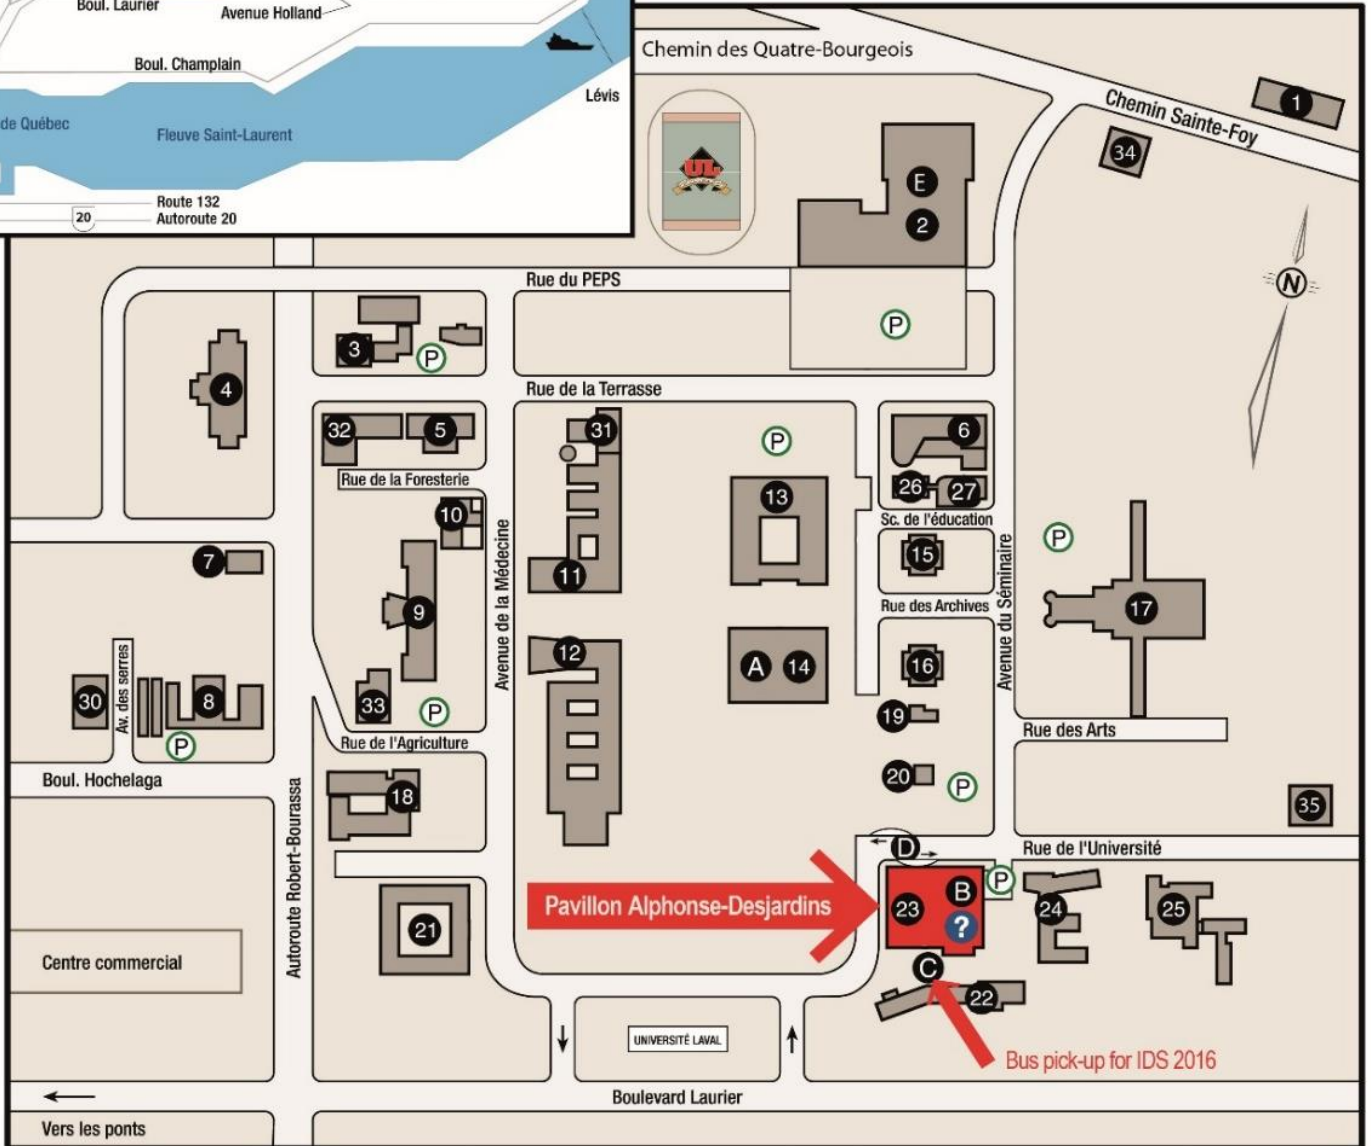 Boul. Laurier
Avenue Holland
Boul. Champlain
Lévis
de Québec
Fleuve Saint-Laurent
Route 132
20
Autoroute 20
Chemin des Quatre-Bourgeois
Chemin Sainte-Foy
1
34
UL
E
2
N
Rue du PEPS
P
3
P
4
Rue de la Terrasse
32
5
31
P
6
Rue de la Foresterie
13
26
27
10
Sc. de l'éducation
P
7
11
15
Avenue de la Médecine
Avenue du Séminaire
9
Rue des Archives
17
12
A
14
16
Av. des serres
30
8
33
P
19
P
Rue de l'Agriculture
Rue des Arts
Boul. Hochelaga
20
P
18
35
Autoroute Robert-Bourassa
D
Rue de l'Université
Pavillon Alphonse-Desjardins
23
B
?
P
24
25
21
Centre commercial
C
22
UNIVERSITÉ LAVAL
Bus pick-up for IDS 2016
Boulevard Laurier
Vers les ponts